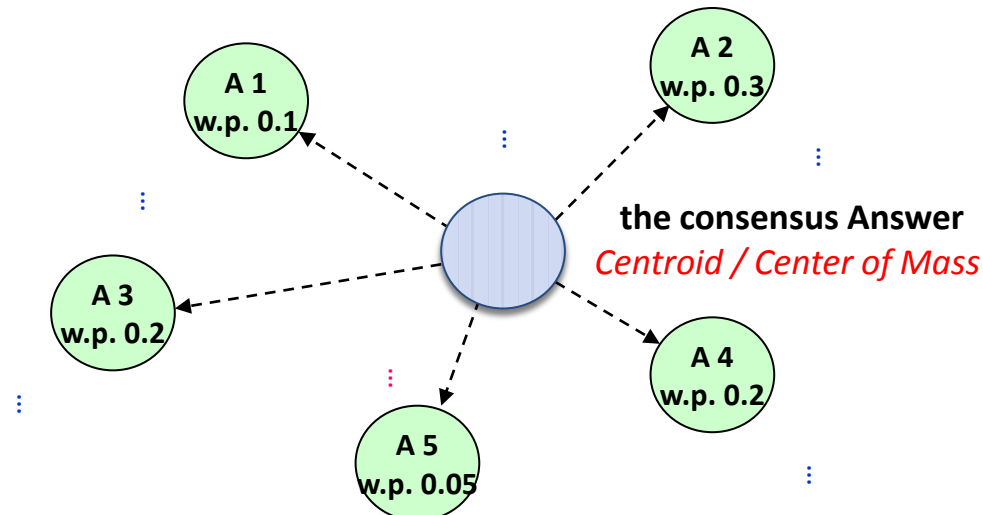 A 1
w.p. 0.1
A 2
w.p. 0.3
the consensus Answer
Centroid / Center of Mass
A 3
w.p. 0.2
A 4
w.p. 0.2
A 5
w.p. 0.05